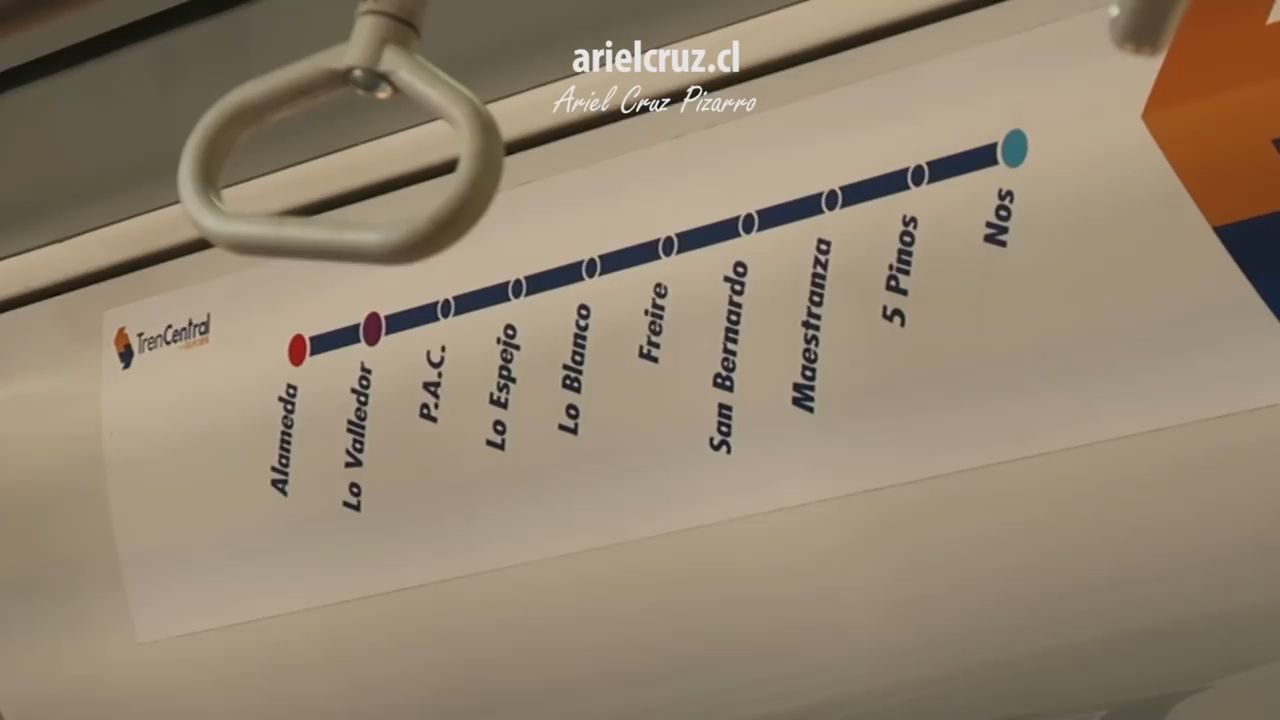 arielcruz.cl
Ariel Cruz Pizarro
TrenCentral
Alameda
Lo Valledor
P.A.C.
Lo Espejo
Lo Blanco
Freire
San Bernardo
Maestranza
5 Pinos
Nos